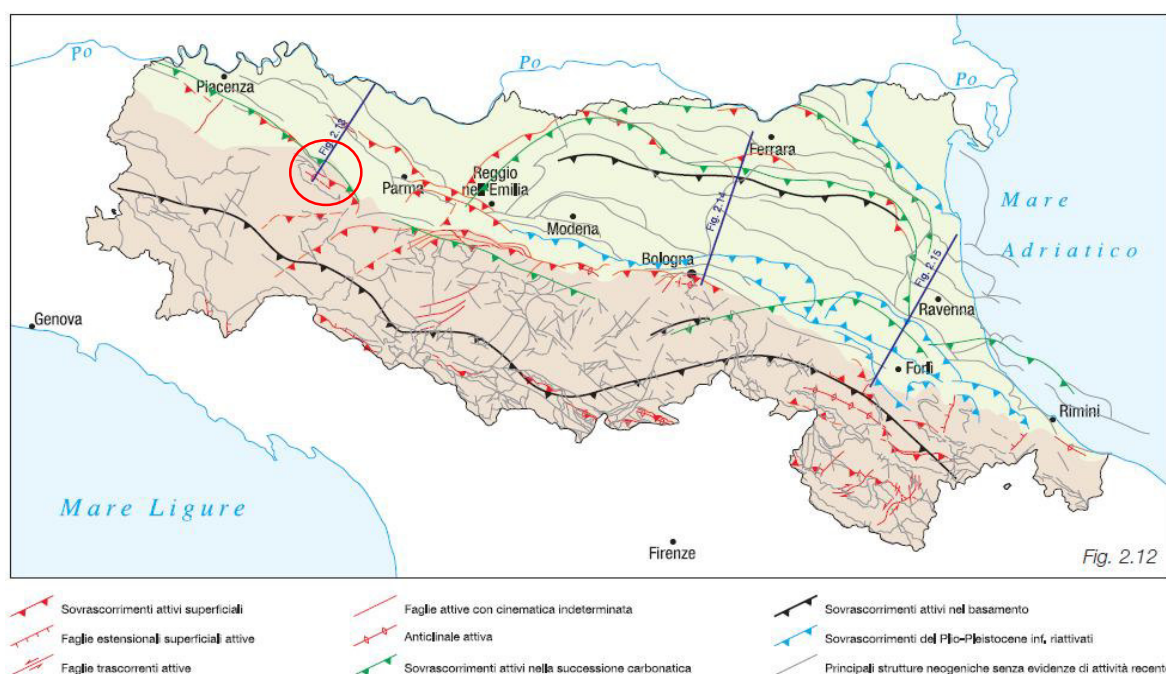 Po
Po
Po
Piacenza
Fig. 2.13
Ferrara
Reggio
nell'Emilia
Parma
Fig. 2.14
Modena
Mare
Adriatico
Bologna
Fig. 2.15
Ravenna
Genova
Forlì
Rimini
Mare Ligure
Firenze
Fig. 2.12
Sovrascorrimenti attivi superficiali
Faglie attive con cinematica indeterminata
Sovrascorrimenti attivi nel basamento
Faglie estensionali superficiali attive
Anticlinale attiva
Sovrascorrimenti del Plio-Pleistocene inf. riattivati
Faglie trascorrenti attive
Sovrascorrimenti attivi nella successione carbonatica
Principali strutture neogeniche senza evidenze di attività recente